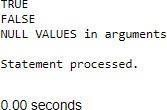 TRUE
FALSE
NULL VALUES in arguments
Statement processed.
0.00 seconds